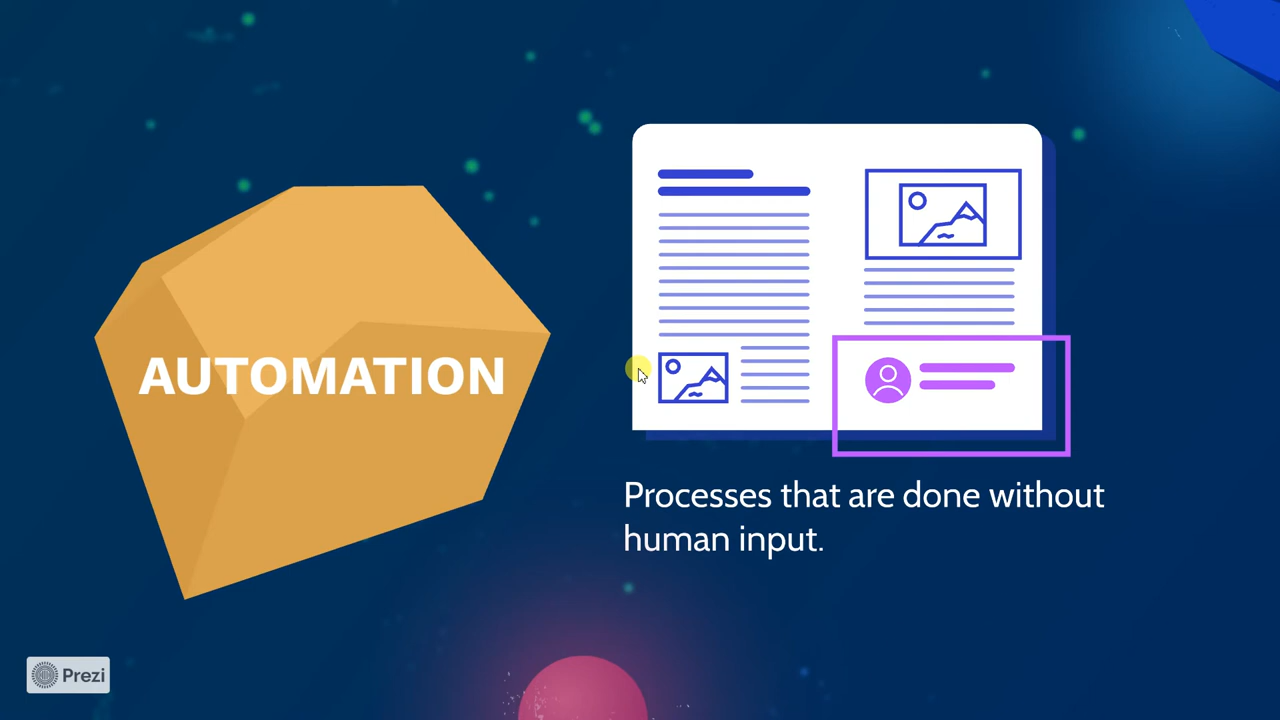 AUTOMATION
Processes that are done without
human input.
Prezi